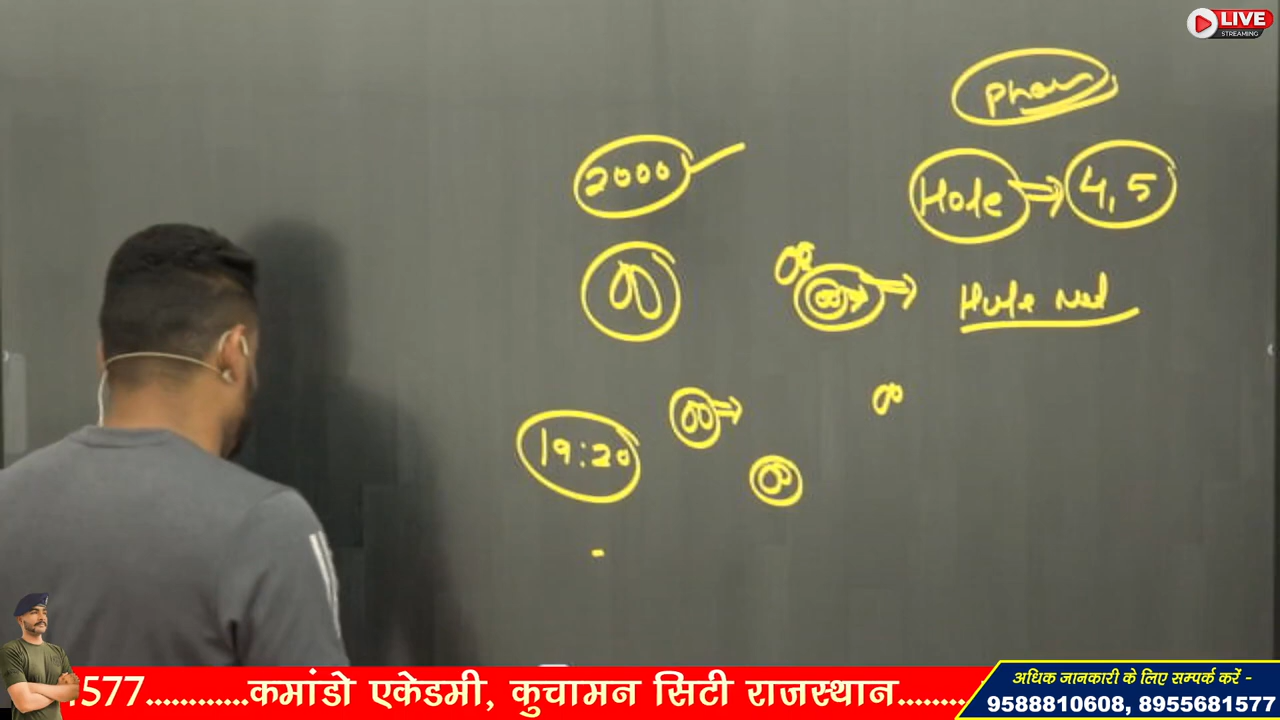 LIVE
STREAMING
2000
Hole ⇒ 4,5
19:20
.577............कमांडो एकेडमी, कुचामन सिटी राजस्थान........
अधिक जानकारी के लिए सम्पर्क करें -
9588810608, 8955681577